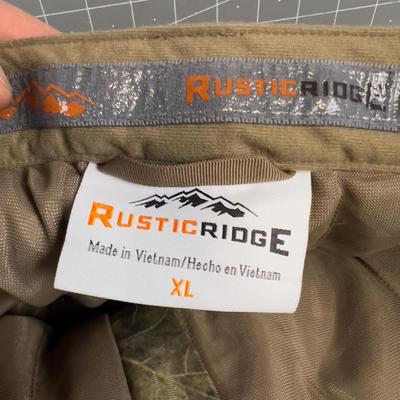 RUSTICRIDGE
RUSTICRIDGE
Made in Vietnam/Hecho en Vietnam
XL